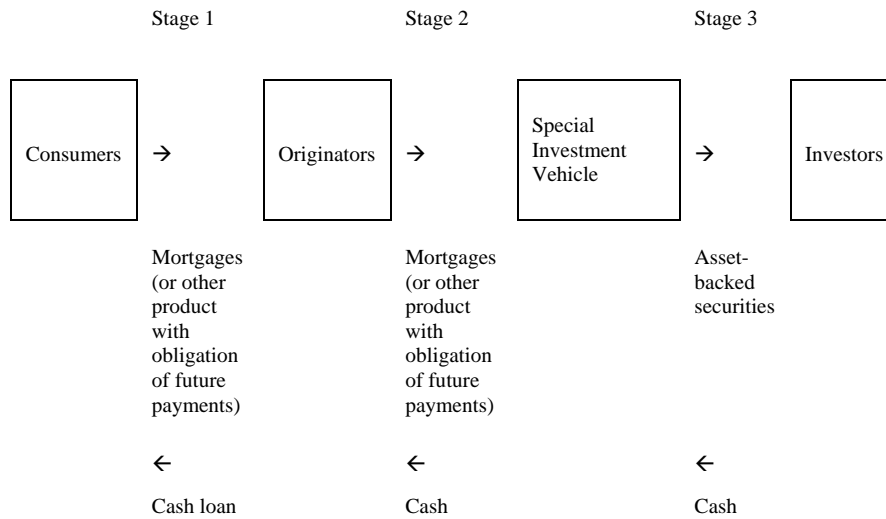 Stage 1 Stage 2 Stage 3
Consumers → Originators → Special Investment Vehicle → Investors
Mortgages (or other product with obligation of future payments)
Mortgages (or other product with obligation of future payments)
Asset-backed securities
← ← ←
Cash loan Cash Cash